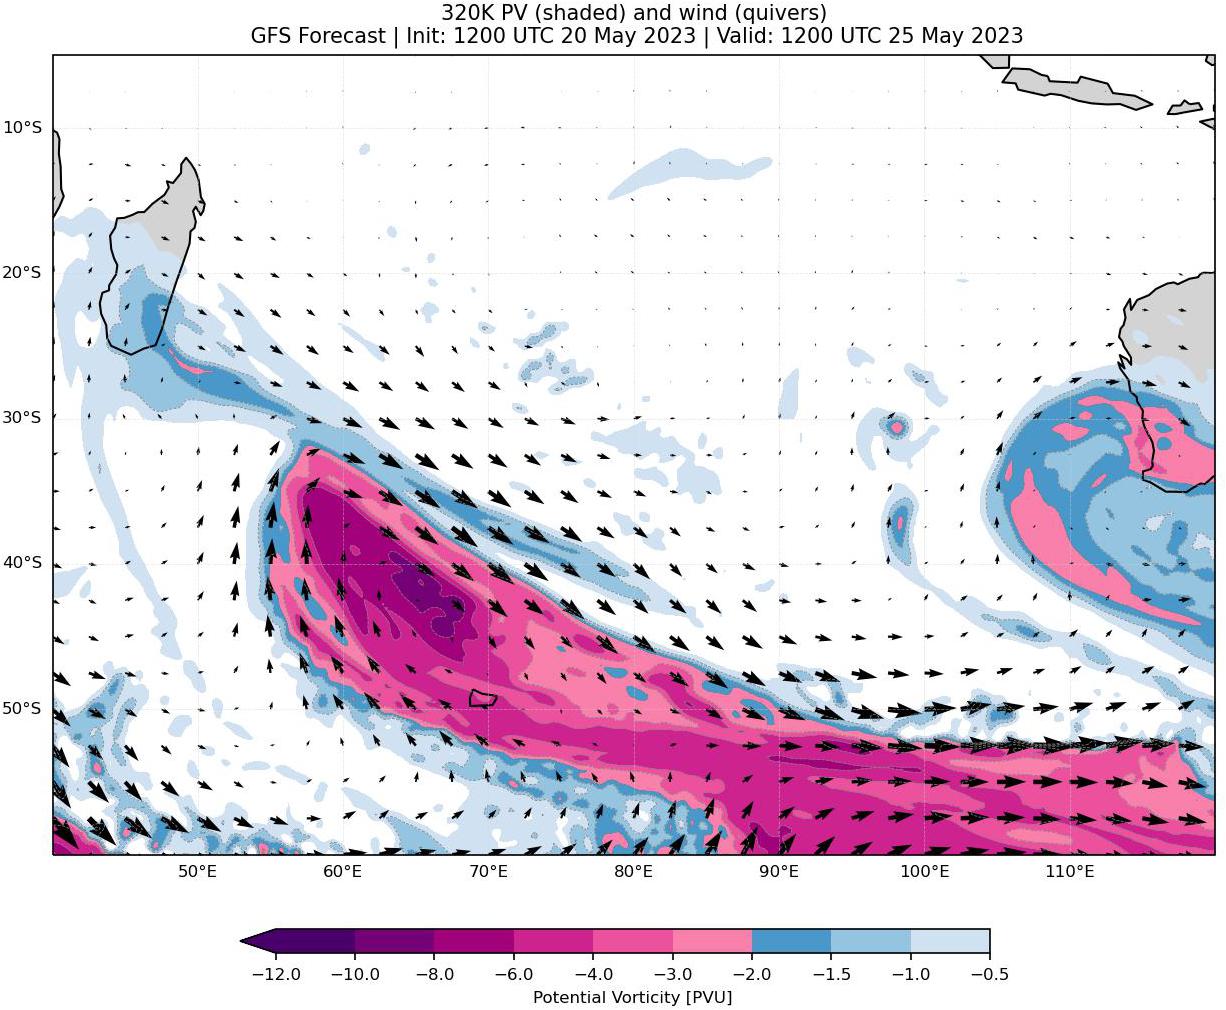 320K PV (shaded) and wind (quivers)
GFS Forecast | Init: 1200 UTC 20 May 2023 | Valid: 1200 UTC 25 May 2023
10°S
20°S
30°S
40°S
50°S
50°E 60°E 70°E 80°E 90°E 100°E 110°E
−12.0 −10.0 −8.0 −6.0 −4.0 −3.0 −2.0 −1.5 −1.0 −0.5
Potential Vorticity [PVU]